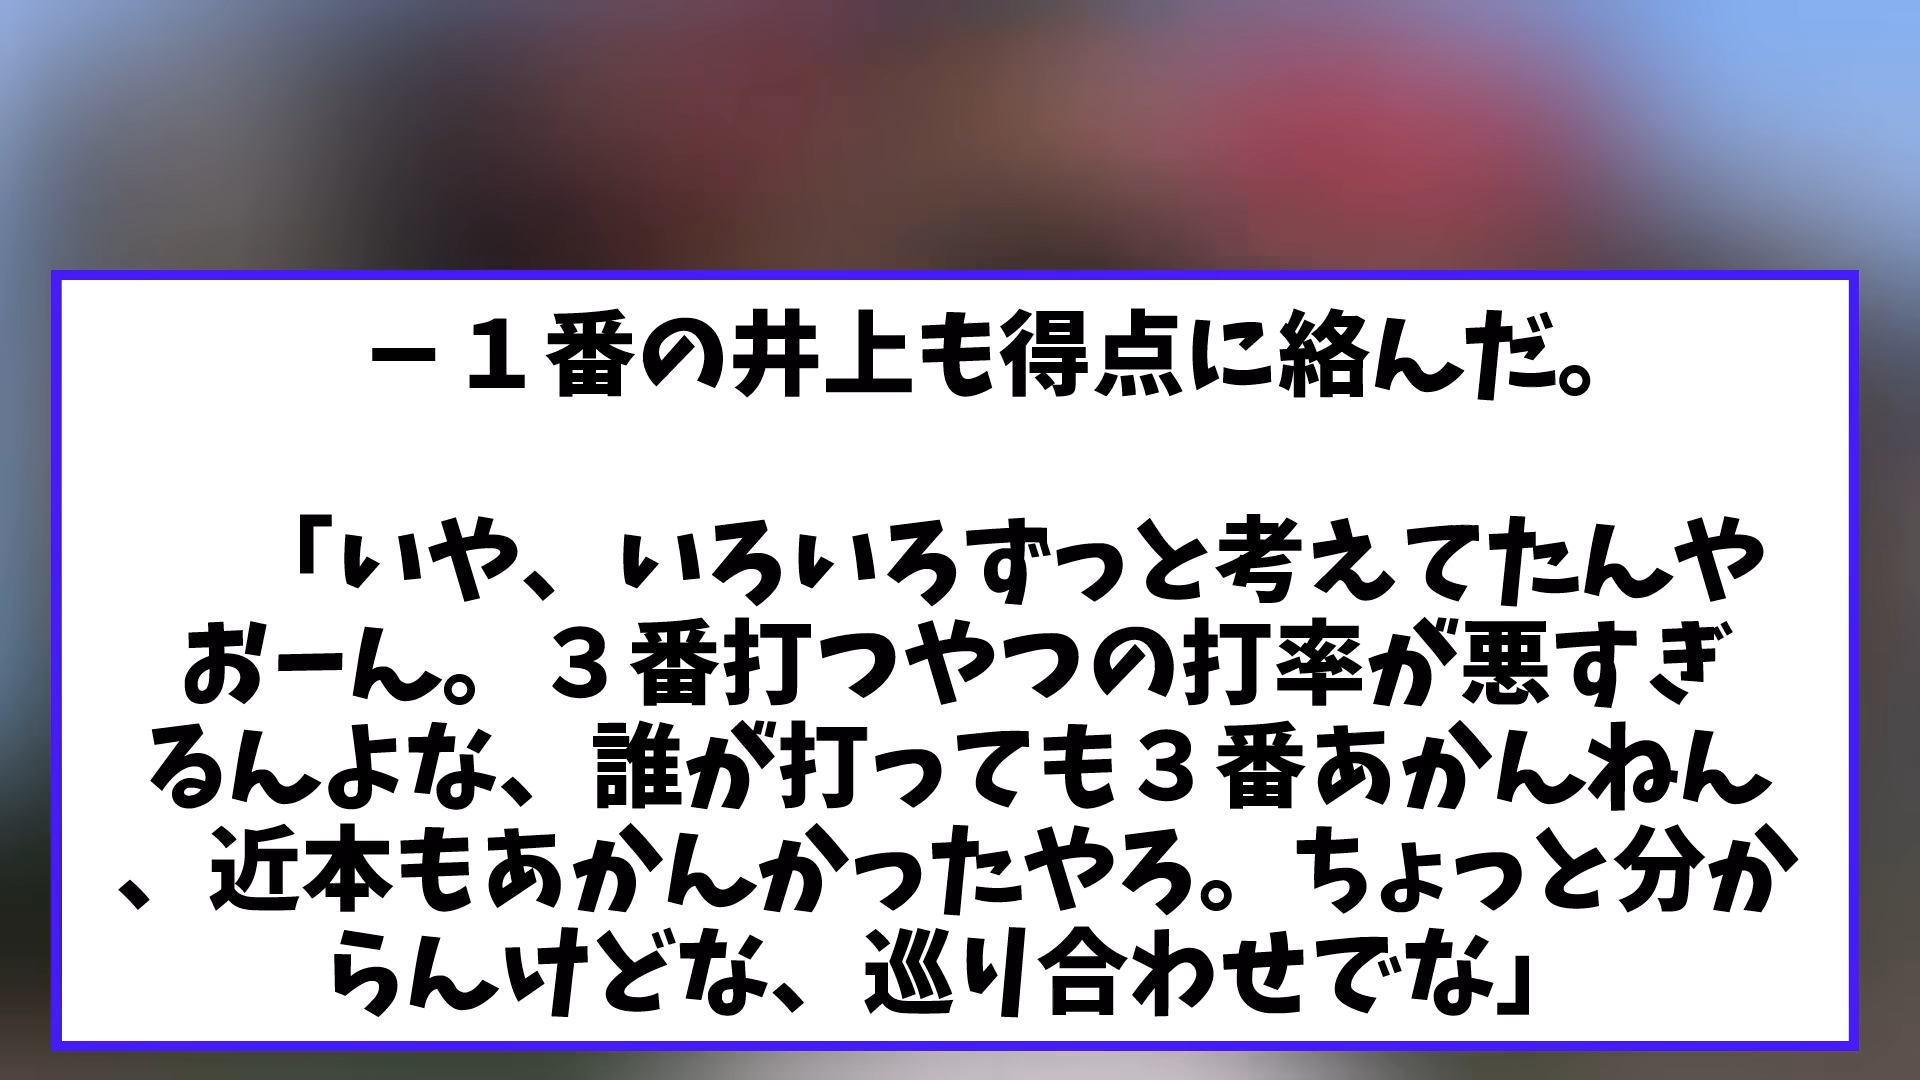 －１番の井上も得点に絡んだ。
「いや、いろいろずっと考えてたんや
おーん。３番打つやつの打率が悪すぎ
るんよな、誰が打っても３番あかんねん
、近本もあかんかったやろ。ちょっと分か
らんけどな、巡り合わせでな」